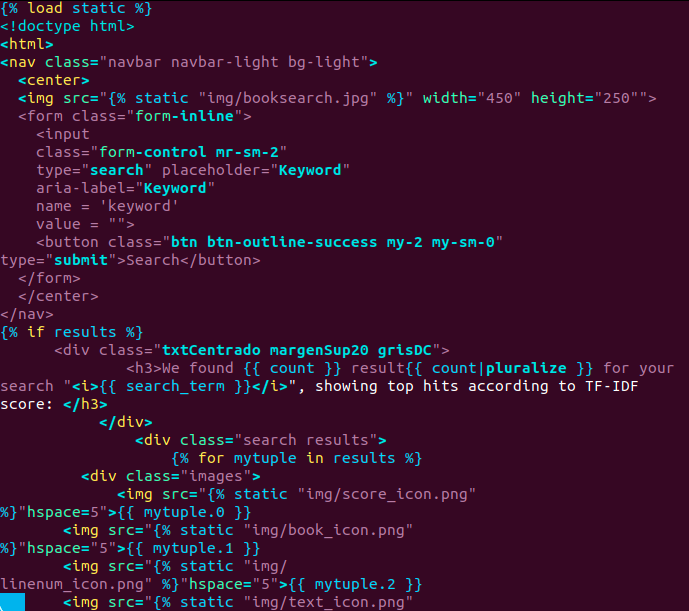 {% load static %}
<!doctype html>
<html>
<nav class="navbar navbar-light bg-light">
  <center>
  <img src="{% static "img/booksearch.jpg" %}" width="450" height="250"">
  <form class="form-inline">
    <input
    class="form-control mr-sm-2"
    type="search" placeholder="Keyword"
    aria-label="Keyword"
    name = 'keyword'
    value = "">
    <button class="btn btn-outline-success my-2 my-sm-0"
type="submit">Search</button>
  </form>
  </center>
</nav>
{% if results %}
      <div class="txtCentrado margenSup20 grisDC">
              <h3>We found {{ count }} result{{ count|pluralize }} for your
search "<i>{{ search_term }}</i>", showing top hits according to TF-IDF
score: </h3>
           </div>
               <div class="search results">
                   {% for mytuple in results %}
         <div class="images">
             <img src="{% static "img/score_icon.png"
%}"hspace=5">{{ mytuple.0 }}
       <img src="{% static "img/book_icon.png"
%}"hspace="5">{{ mytuple.1 }}
       <img src="{% static "img/
linenum_icon.png" %}"hspace="5">{{ mytuple.2 }}
       <img src="{% static "img/text_icon.png"